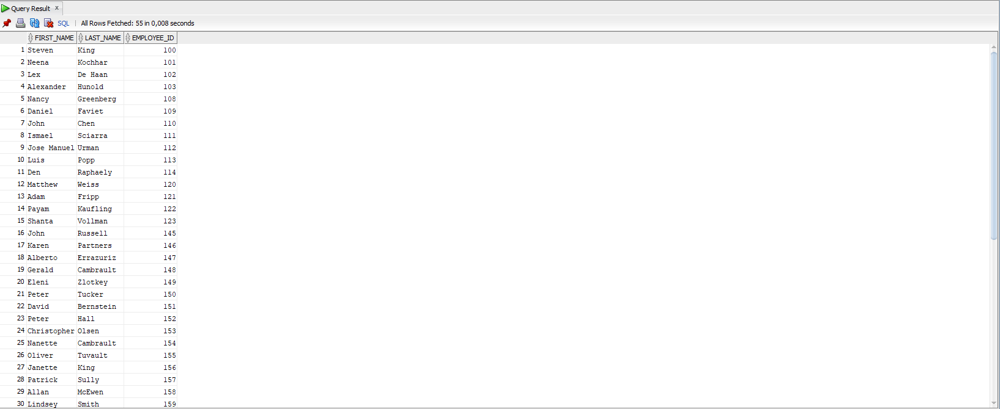 Query Result x
SQL | All Rows Fetched: 55 in 0,008 seconds
FIRST_NAME LAST_NAME EMPLOYEE_ID
1 Steven King 100
2 Neena Kochhar 101
3 Lex De Haan 102
4 Alexander Hunold 103
5 Nancy Greenberg 108
6 Daniel Faviet 109
7 John Chen 110
8 Ismael Sciarra 111
9 Jose Manuel Urman 112
10 Luis Popp 113
11 Den Raphaely 114
12 Matthew Weiss 120
13 Adam Fripp 121
14 Payam Kaufling 122
15 Shanta Vollman 123
16 John Russell 145
17 Karen Partners 146
18 Alberto Errazuriz 147
19 Gerald Cambrault 148
20 Eleni Zlotkey 149
21 Peter Tucker 150
22 David Bernstein 151
23 Peter Hall 152
24 Christopher Olsen 153
25 Nanette Cambrault 154
26 Oliver Tuvault 155
27 Janette King 156
28 Patrick Sully 157
29 Allan McEwen 158
30 Lindsey Smith 159